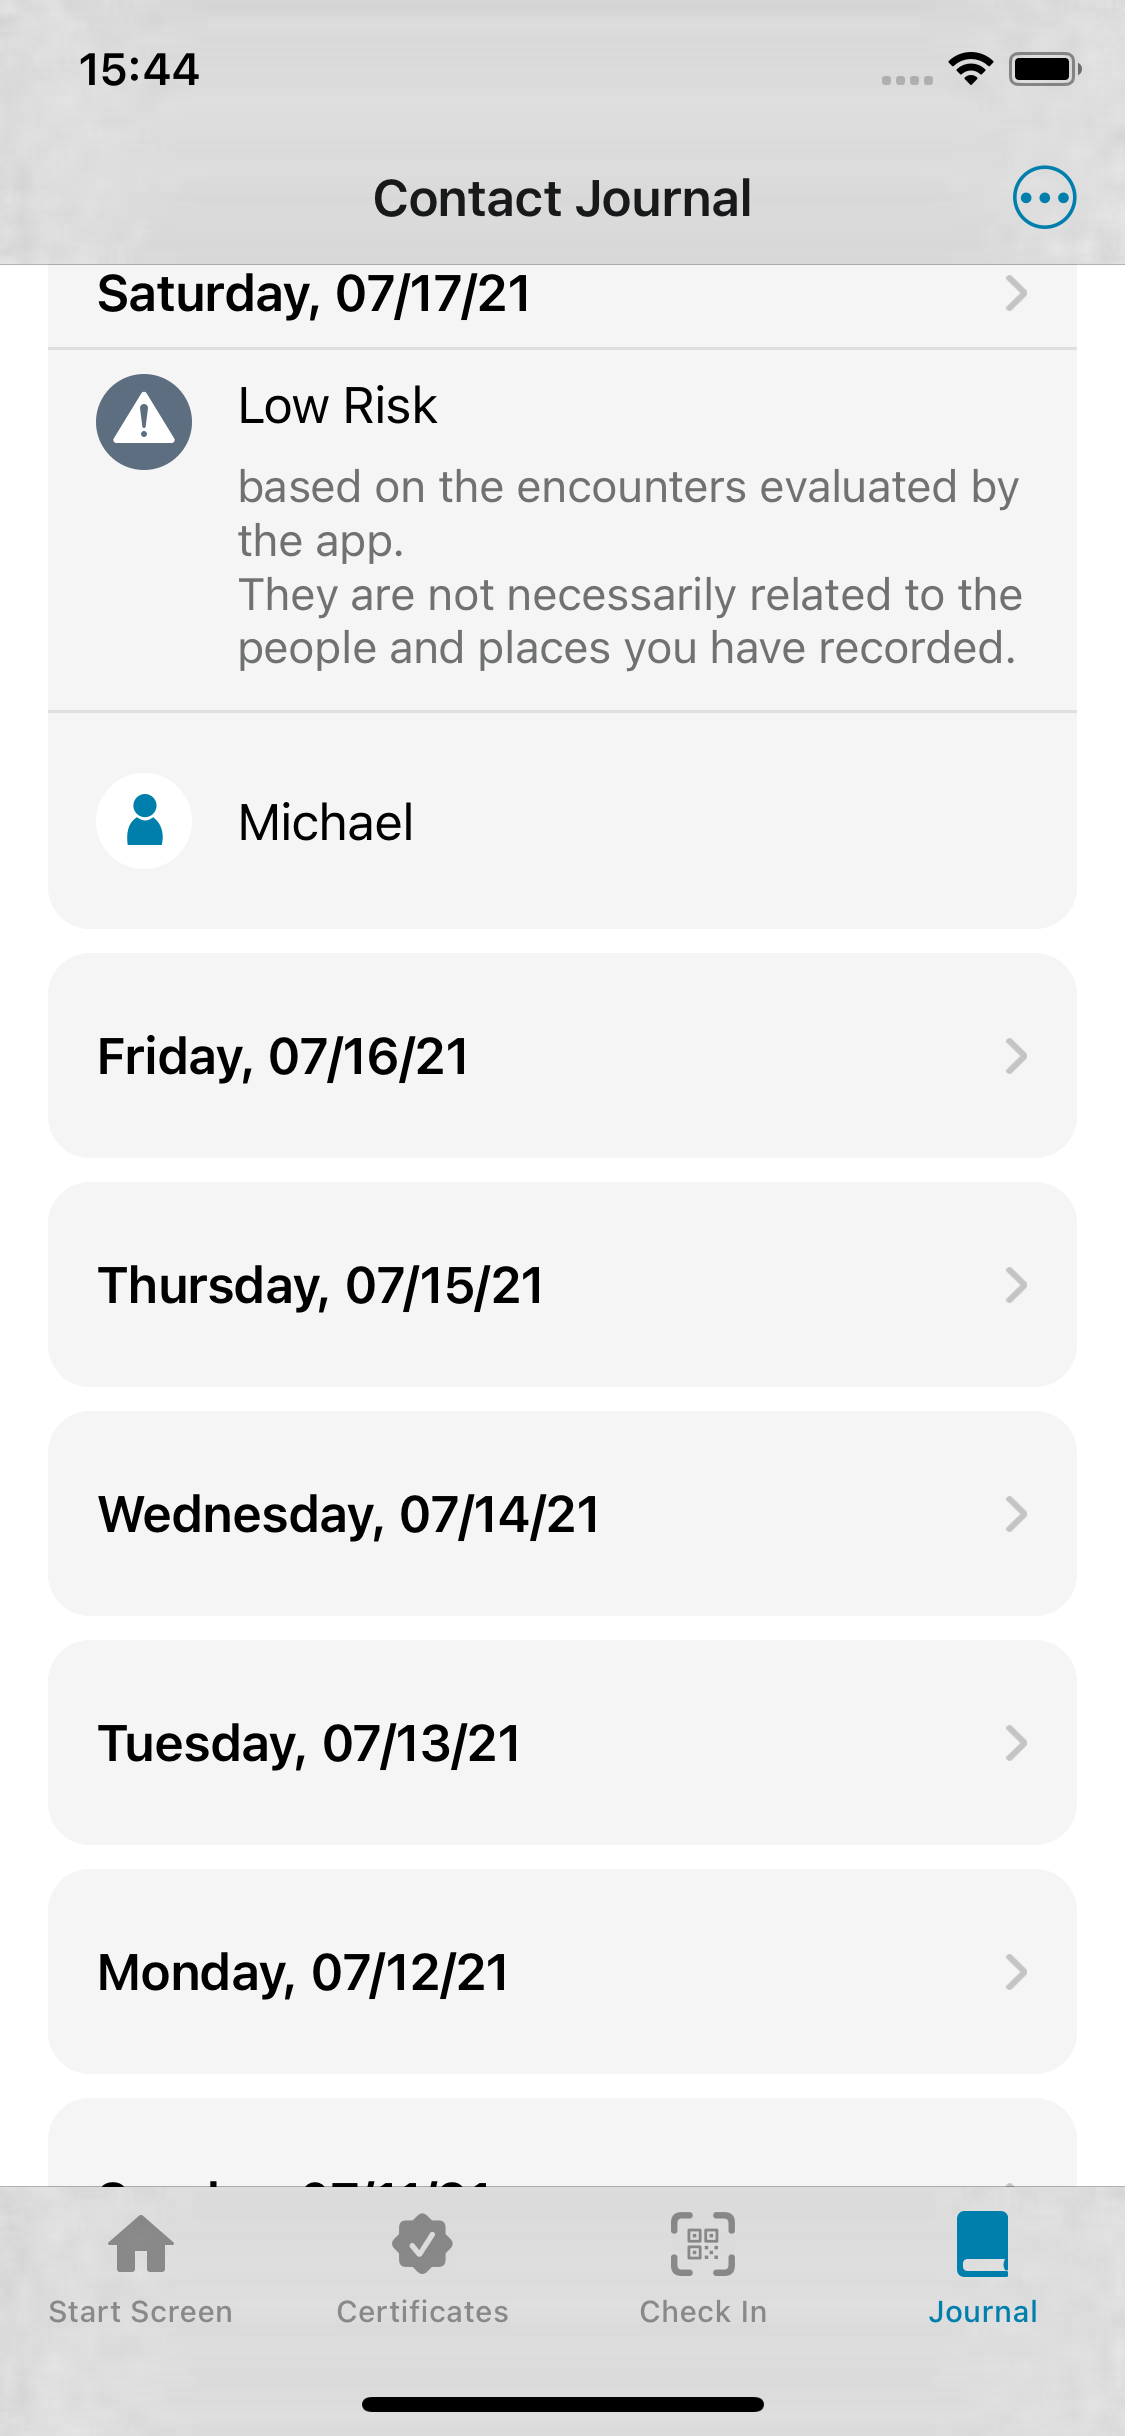 15:44
Contact Journal
Saturday, 07/17/21
Low Risk
based on the encounters evaluated by
the app.
They are not necessarily related to the
people and places you have recorded.
Michael
Friday, 07/16/21
Thursday, 07/15/21
Wednesday, 07/14/21
Tuesday, 07/13/21
Monday, 07/12/21
Start Screen
Certificates
Check In
Journal